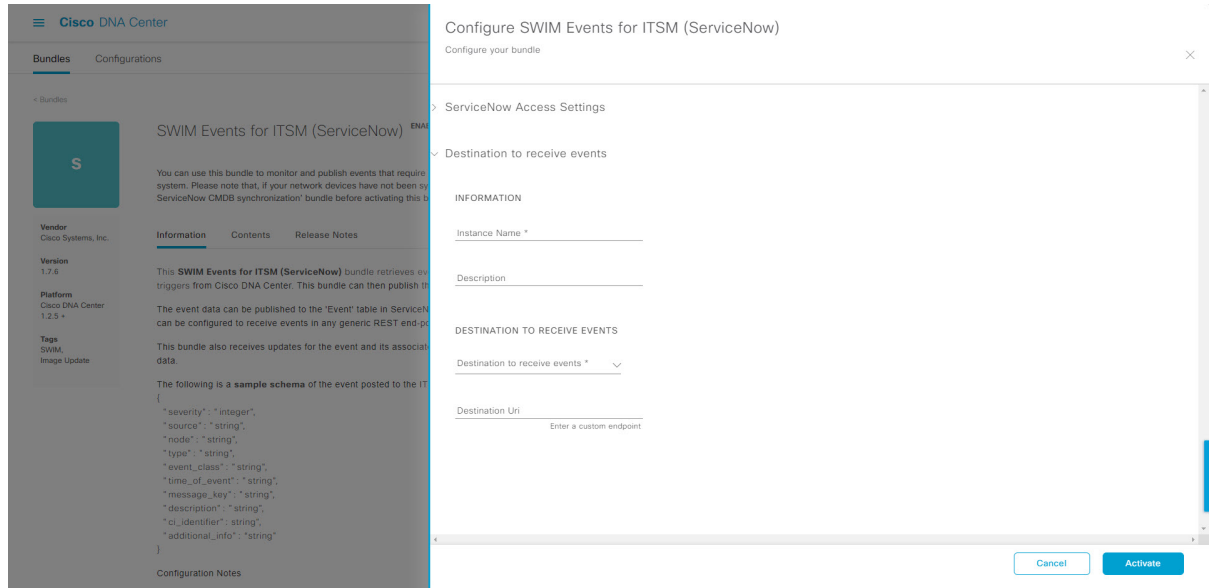 Cisco DNA Center
Bundles Configurations
< Bundles
S
SWIM Events for ITSM (ServiceNow)
You can use this bundle to monitor and publish events that require
system. Please note that, if your network devices have not been
ServiceNow CMDB synchronization' bundle before activating this
Vendor
Cisco Systems, Inc.
Version
1.7.6
Platform
Cisco DNA Center
1.2.5 +
Tags
SWIM,
Image Update
Information Contents Release Notes
This SWIM Events for ITSM (ServiceNow) bundle retrieves
triggers from Cisco DNA Center. This bundle can then publish
The event data can be published to the 'Event' table in
can be configured to receive events in any generic REST
This bundle also receives updates for the event and its
data.
The following is a sample schema of the event posted to the
{
"severity" : "integer",
"source" : "string",
"node" : "string",
"type" : "string",
"event_class" : "string",
"time_of_event" : "string",
"message_key" : "string",
"description" : "string",
"ci_identifier" : string",
"additional_info" : "string"
}
Configuration Notes
Configure SWIM Events for ITSM (ServiceNow)
Configure your bundle
> ServiceNow Access Settings
Destination to receive events
INFORMATION
Instance Name *
Description
DESTINATION TO RECEIVE EVENTS
Destination to receive events *
Destination Uri
Enter a custom endpoint
Cancel Activate